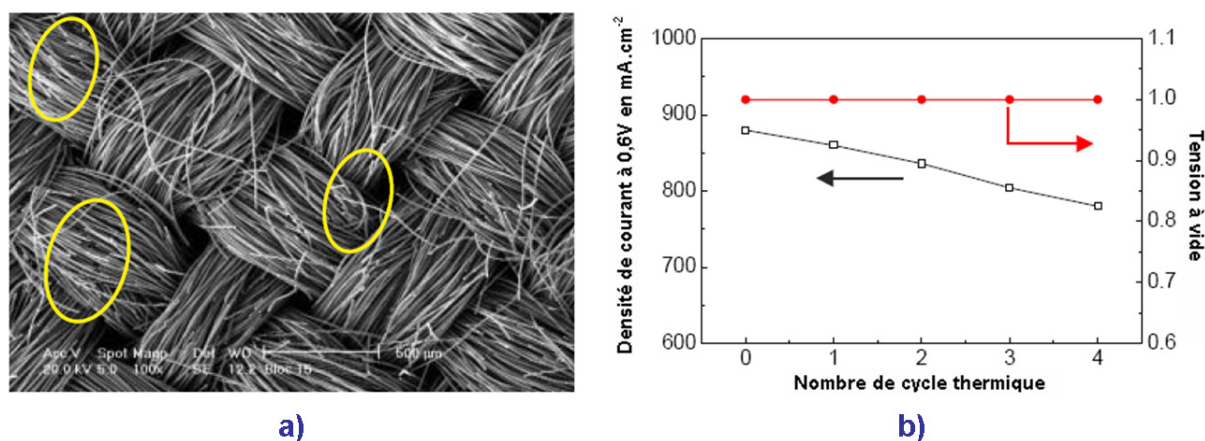 Acc.V Spot Magn Det WD 500 µm
20.0 kV 5.0 100x SE 12.2 Bloc 15
a)
Densité de courant à 0,6V en mA.cm-2
1000
900
800
700
600
1.1
1.0
0.9
0.8
0.7
0.6
Tension à vide
0 1 2 3 4
Nombre de cycle thermique
b)